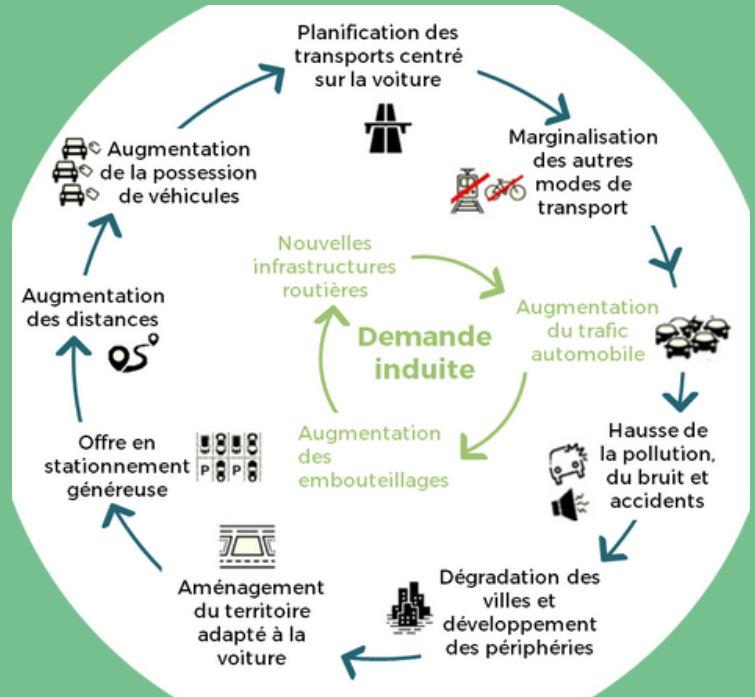 Planification des
transports centré
sur la voiture
Marginalisation
des autres
modes de
transport
Augmentation
du trafic
automobile
Hausse de
la pollution,
du bruit et
accidents
Dégradation des
villes et
développement
des périphéries
Aménagement
du territoire
adapté à la
voiture
Offre en
stationnement
généreuse
P P
Augmentation
des distances
Augmentation
de la possession
de véhicules
Nouvelles
infrastructures
routières
Demande
induite
Augmentation
des
embouteillages